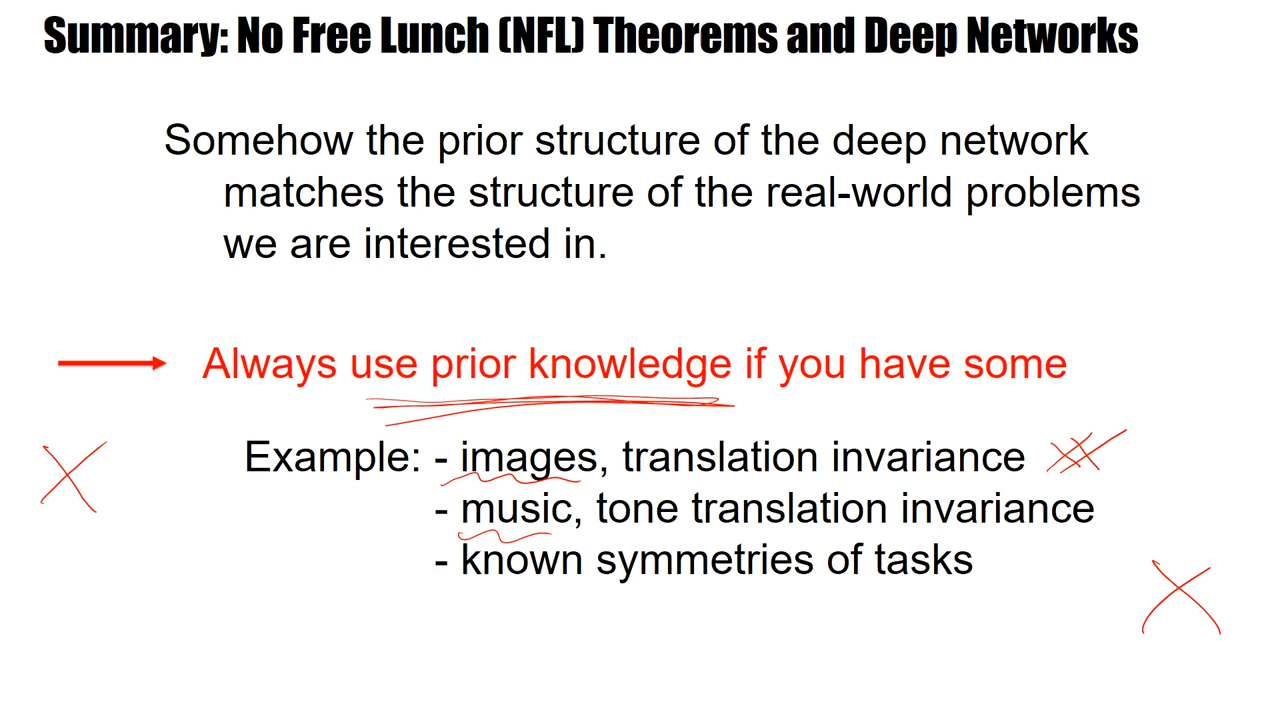 Summary: No Free Lunch (NFL) Theorems and Deep Networks
Somehow the prior structure of the deep network
matches the structure of the real-world problems
we are interested in.
Always use prior knowledge if you have some
Example: - images, translation invariance
- music, tone translation invariance
- known symmetries of tasks